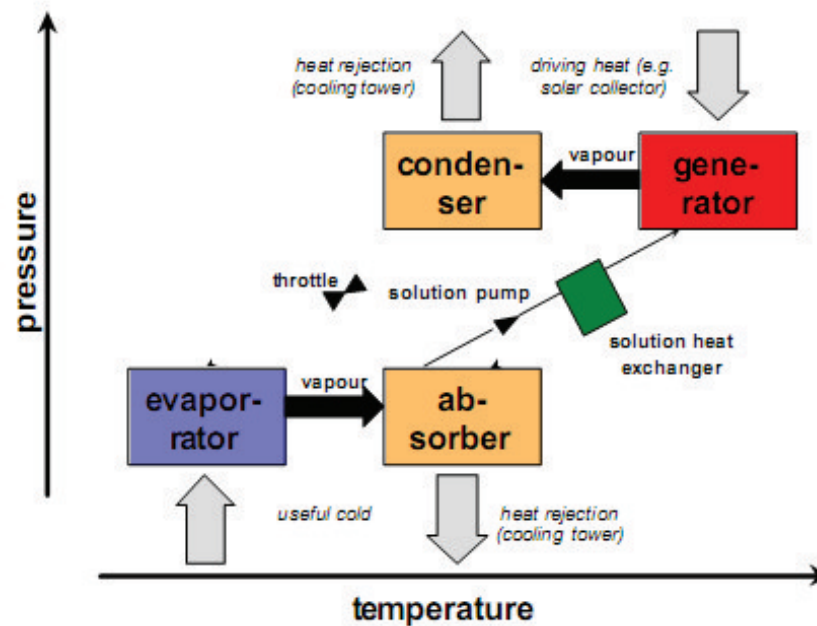 heat rejection
(cooling tower)
driving heat (e.g.
solar collector)
conden-
ser
vapour
gene-
rator
pressure
throttle
solution pump
solution heat
exchanger
evapor-
rator
vapour
ab-
sorber
useful cold
heat rejection
(cooling tower)
temperature